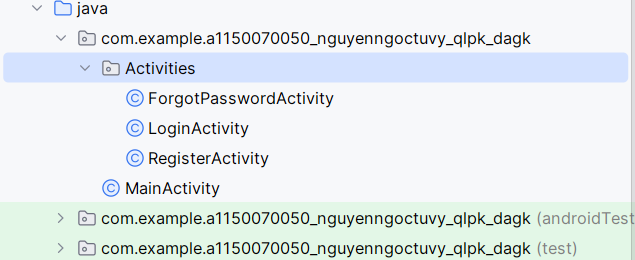 java
com.example.a1150070050_nguyenngoctuvy_qlpk_dagk
Activities
ForgotPasswordActivity
LoginActivity
RegisterActivity
MainActivity
com.example.a1150070050_nguyenngoctuvy_qlpk_dagk (androidTest
com.example.a1150070050_nguyenngoctuvy_qlpk_dagk (test)